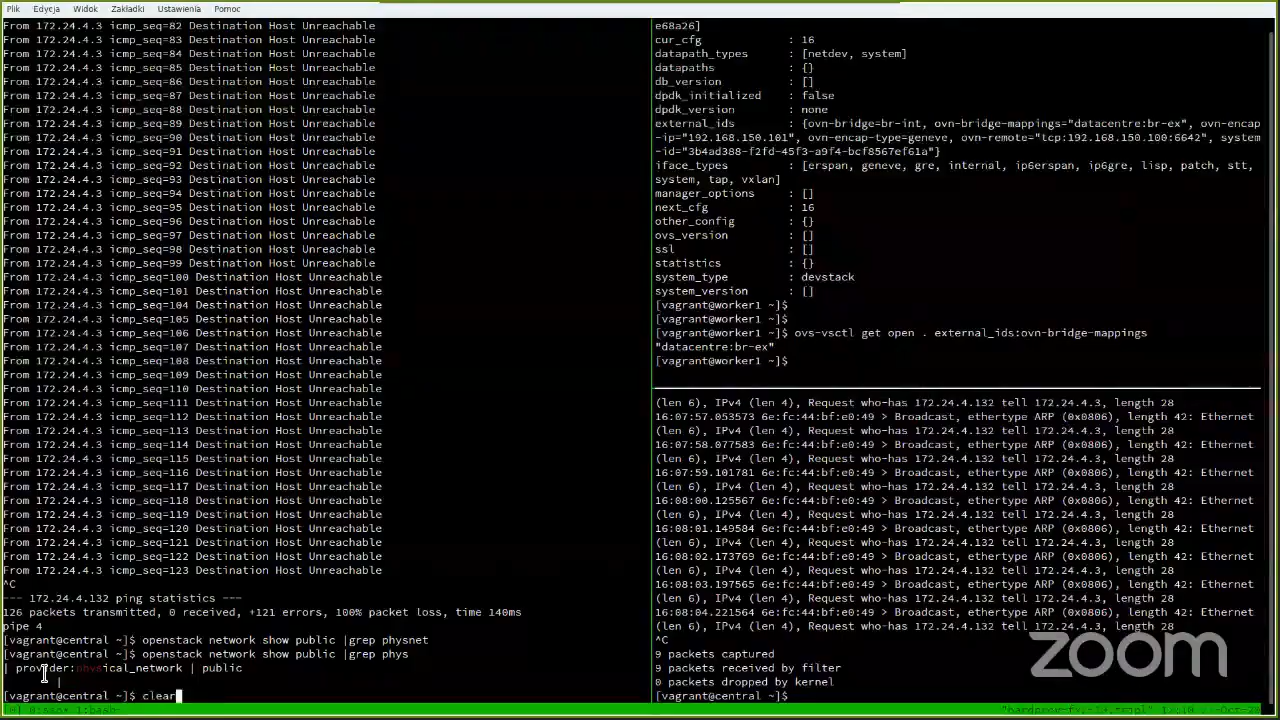 Plik Edycja Widok Zakładki Ustawienia Pomoc
From 172.24.4.3 icmp_seq=82 Destination Host Unreachable
From 172.24.4.3 icmp_seq=83 Destination Host Unreachable
From 172.24.4.3 icmp_seq=84 Destination Host Unreachable
From 172.24.4.3 icmp_seq=85 Destination Host Unreachable
From 172.24.4.3 icmp_seq=86 Destination Host Unreachable
From 172.24.4.3 icmp_seq=87 Destination Host Unreachable
From 172.24.4.3 icmp_seq=88 Destination Host Unreachable
From 172.24.4.3 icmp_seq=89 Destination Host Unreachable
From 172.24.4.3 icmp_seq=90 Destination Host Unreachable
From 172.24.4.3 icmp_seq=91 Destination Host Unreachable
From 172.24.4.3 icmp_seq=92 Destination Host Unreachable
From 172.24.4.3 icmp_seq=93 Destination Host Unreachable
From 172.24.4.3 icmp_seq=94 Destination Host Unreachable
From 172.24.4.3 icmp_seq=95 Destination Host Unreachable
From 172.24.4.3 icmp_seq=96 Destination Host Unreachable
From 172.24.4.3 icmp_seq=97 Destination Host Unreachable
From 172.24.4.3 icmp_seq=98 Destination Host Unreachable
From 172.24.4.3 icmp_seq=99 Destination Host Unreachable
From 172.24.4.3 icmp_seq=100 Destination Host Unreachable
From 172.24.4.3 icmp_seq=101 Destination Host Unreachable
From 172.24.4.3 icmp_seq=104 Destination Host Unreachable
From 172.24.4.3 icmp_seq=105 Destination Host Unreachable
From 172.24.4.3 icmp_seq=106 Destination Host Unreachable
From 172.24.4.3 icmp_seq=107 Destination Host Unreachable
From 172.24.4.3 icmp_seq=108 Destination Host Unreachable
From 172.24.4.3 icmp_seq=109 Destination Host Unreachable
From 172.24.4.3 icmp_seq=110 Destination Host Unreachable
From 172.24.4.3 icmp_seq=111 Destination Host Unreachable
From 172.24.4.3 icmp_seq=112 Destination Host Unreachable
From 172.24.4.3 icmp_seq=113 Destination Host Unreachable
From 172.24.4.3 icmp_seq=114 Destination Host Unreachable
From 172.24.4.3 icmp_seq=115 Destination Host Unreachable
From 172.24.4.3 icmp_seq=116 Destination Host Unreachable
From 172.24.4.3 icmp_seq=117 Destination Host Unreachable
From 172.24.4.3 icmp_seq=118 Destination Host Unreachable
From 172.24.4.3 icmp_seq=119 Destination Host Unreachable
From 172.24.4.3 icmp_seq=120 Destination Host Unreachable
From 172.24.4.3 icmp_seq=121 Destination Host Unreachable
From 172.24.4.3 icmp_seq=122 Destination Host Unreachable
From 172.24.4.3 icmp_seq=123 Destination Host Unreachable
^C
--- 172.24.4.132 ping statistics ---
126 packets transmitted, 0 received, +121 errors, 100% packet loss, time 140ms
pipe 4
[vagrant@central ~]$ openstack network show public |grep physnet
[vagrant@central ~]$ openstack network show public |grep phys
| provider:physical_network | public
|
[vagrant@central ~]$ clear
e68a26]
cur_cfg : 16
datapath_types : [netdev, system]
datapaths : {}
db_version : []
dpdk_initialized : false
dpdk_version : none
external_ids : {ovn-bridge=br-int, ovn-bridge-mappings="datacentre:br-ex", ovn-encap
-ip="192.168.150.101", ovn-encap-type=geneve, ovn-remote="tcp:192.168.150.100:6642", system
-id="3b4ad388-f2fd-45f3-a9f4-bcf8567ef61a"}
iface_types : [erspan, geneve, gre, internal, ip6erspan, ip6gre, lisp, patch, stt,
system, tap, vxlan]
manager_options : []
next_cfg : 16
other_config : {}
ovs_version : []
ssl : []
statistics : {}
system_type : devstack
system_version : []
[vagrant@worker1 ~]$
[vagrant@worker1 ~]$
[vagrant@worker1 ~]$ ovs-vsctl get open . external_ids:ovn-bridge-mappings
"datacentre:br-ex"
[vagrant@worker1 ~]$
(len 6), IPv4 (len 4), Request who-has 172.24.4.132 tell 172.24.4.3, length 28
16:07:57.053573 6e:fc:44:bf:e0:49 > Broadcast, ethertype ARP (0x0806), length 42: Ethernet
(len 6), IPv4 (len 4), Request who-has 172.24.4.132 tell 172.24.4.3, length 28
16:07:58.077583 6e:fc:44:bf:e0:49 > Broadcast, ethertype ARP (0x0806), length 42: Ethernet
(len 6), IPv4 (len 4), Request who-has 172.24.4.132 tell 172.24.4.3, length 28
16:07:59.101781 6e:fc:44:bf:e0:49 > Broadcast, ethertype ARP (0x0806), length 42: Ethernet
(len 6), IPv4 (len 4), Request who-has 172.24.4.132 tell 172.24.4.3, length 28
16:08:00.125567 6e:fc:44:bf:e0:49 > Broadcast, ethertype ARP (0x0806), length 42: Ethernet
(len 6), IPv4 (len 4), Request who-has 172.24.4.132 tell 172.24.4.3, length 28
16:08:01.149584 6e:fc:44:bf:e0:49 > Broadcast, ethertype ARP (0x0806), length 42: Ethernet
(len 6), IPv4 (len 4), Request who-has 172.24.4.132 tell 172.24.4.3, length 28
16:08:02.173769 6e:fc:44:bf:e0:49 > Broadcast, ethertype ARP (0x0806), length 42: Ethernet
(len 6), IPv4 (len 4), Request who-has 172.24.4.132 tell 172.24.4.3, length 28
16:08:03.197565 6e:fc:44:bf:e0:49 > Broadcast, ethertype ARP (0x0806), length 42: Ethernet
(len 6), IPv4 (len 4), Request who-has 172.24.4.132 tell 172.24.4.3, length 28
16:08:04.221564 6e:fc:44:bf:e0:49 > Broadcast, ethertype ARP (0x0806), length 42: Ethernet
(len 6), IPv4 (len 4), Request who-has 172.24.4.132 tell 172.24.4.3, length 28
^C
9 packets captured
9 packets received by filter
0 packets dropped by kernel
[vagrant@central ~]$
zoom